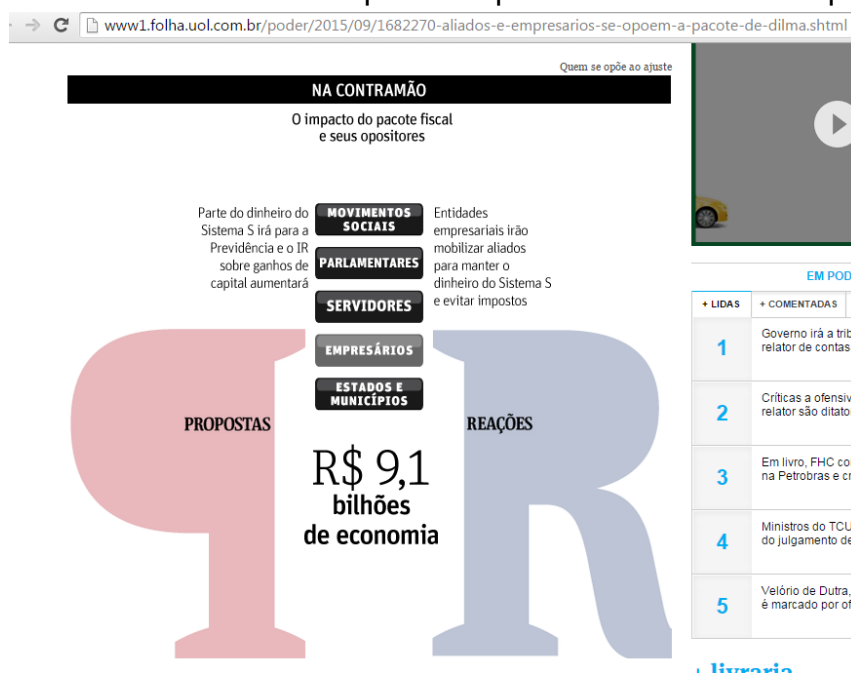 www1.folha.uol.com.br/poder/2015/09/1682270-aliados-e-empresarios-se-opoem-a-pacote-de-dilma.shtml
Quem se opõe ao ajuste
NA CONTRAMÃO
O impacto do pacote fiscal
e seus opositores
Parte do dinheiro do
Sistema S irá para a
Previdência e o IR
sobre ganhos de
capital aumentará
MOVIMENTOS
SOCIAIS
PARLAMENTARES
SERVIDORES
EMPRESÁRIOS
ESTADOS E
MUNICÍPIOS
Entidades
empresariais irão
mobilizar aliados
para manter o
dinheiro do Sistema S
e evitar impostos
PROPOSTAS
REAÇÕES
R$ 9,1
bilhões
de economia
P R
EM POD
+ LIDAS + COMENTADAS
1
Governo irá a trib
relator de contas
2
Críticas a ofensiv
relator são ditato
3
Em livro, FHC co
na Petrobras e cr
4
Ministros do TCU
do julgamento de
5
Velório de Dutra,
é marcado por of
+ livraria